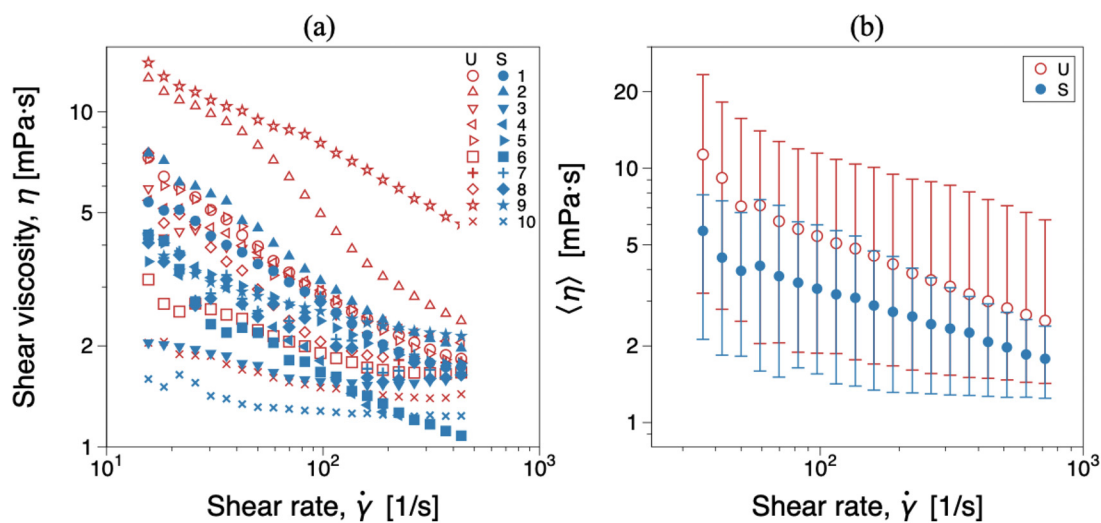 (a)
Shear viscosity, η [mPa·s]
10
5
2
1
U S
1
2
3
4
5
6
7
8
9
10
10¹ 10² 10³
Shear rate, γ̇ [1/s]
(b)
⟨η⟩ [mPa·s]
20
10
5
2
1
U
S
10² 10³
Shear rate, γ̇ [1/s]